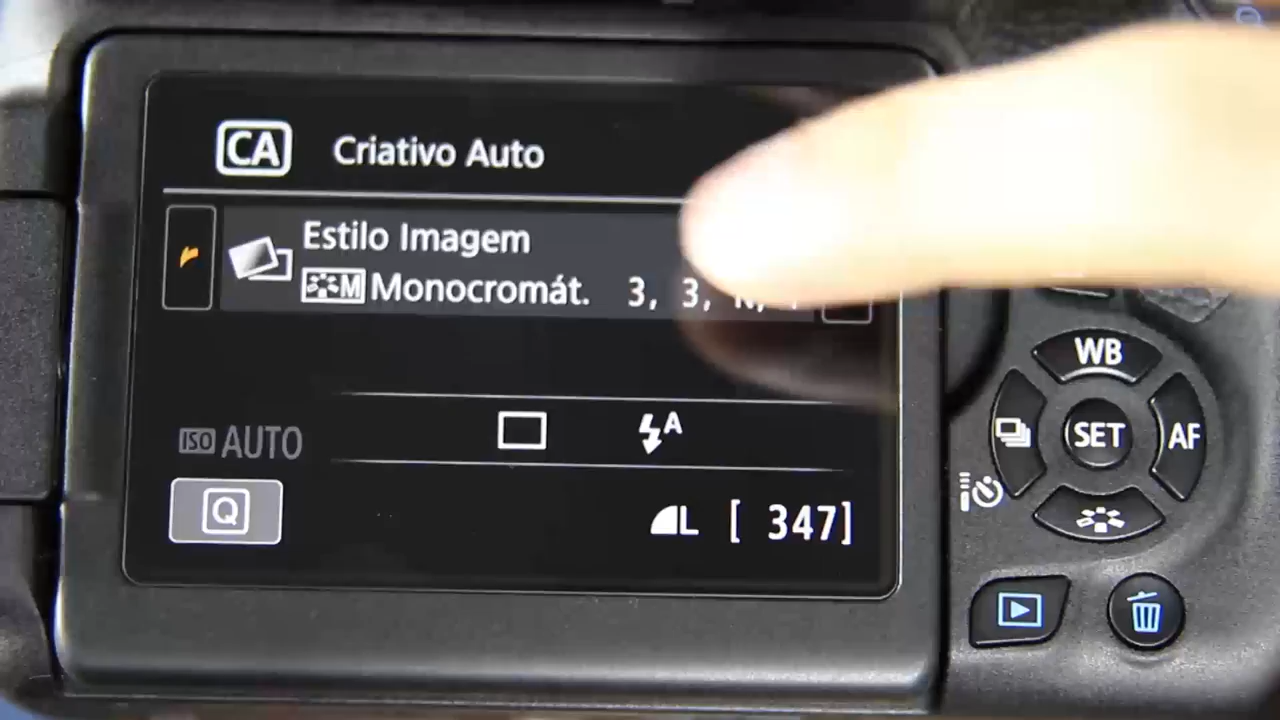 CA Criativo Auto
Estilo Imagem
M Monocromát. 3, 3, N,
ISO AUTO
A
Q
L [ 347]
WB
SET
AF